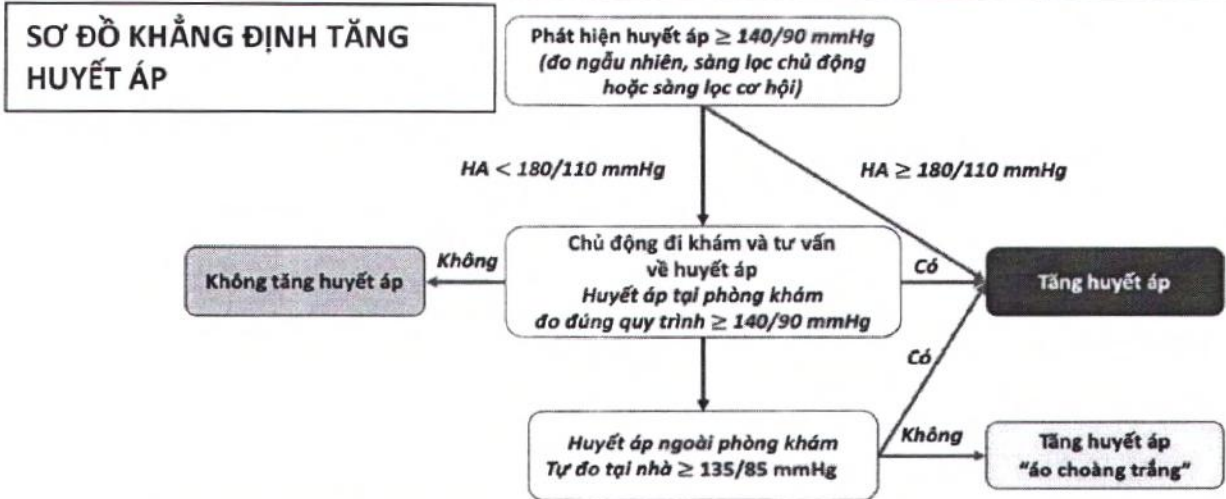 SƠ ĐỒ KHẲNG ĐỊNH TĂNG
HUYẾT ÁP
Phát hiện huyết áp ≥ 140/90 mmHg
(đo ngẫu nhiên, sàng lọc chủ động
hoặc sàng lọc cơ hội)
HA < 180/110 mmHg
HA ≥ 180/110 mmHg
Không tăng huyết áp
Không
Chủ động đi khám và tư vấn
về huyết áp
Huyết áp tại phòng khám
đo đúng quy trình ≥ 140/90 mmHg
Có
Tăng huyết áp
Có
Huyết áp ngoài phòng khám
Tự đo tại nhà ≥ 135/85 mmHg
Không
Tăng huyết áp
"áo choàng trắng"